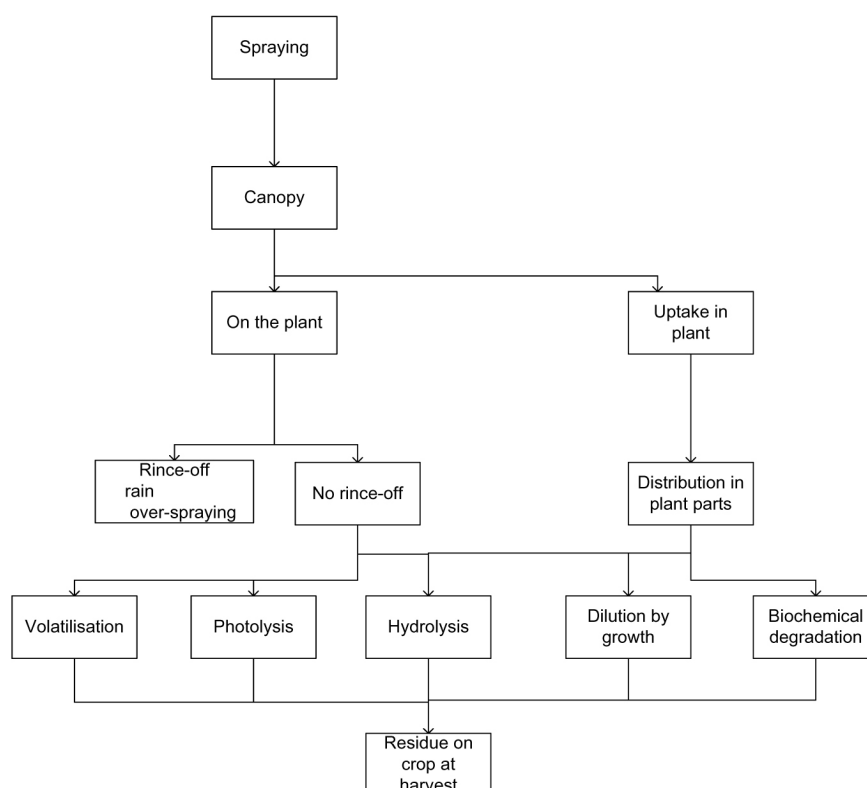 Spraying
Canopy
On the plant
Uptake in
plant
Rince-off
rain
over-spraying
No rince-off
Distribution in
plant parts
Volatilisation
Photolysis
Hydrolysis
Dilution by
growth
Biochemical
degradation
Residue on
crop at
harvest